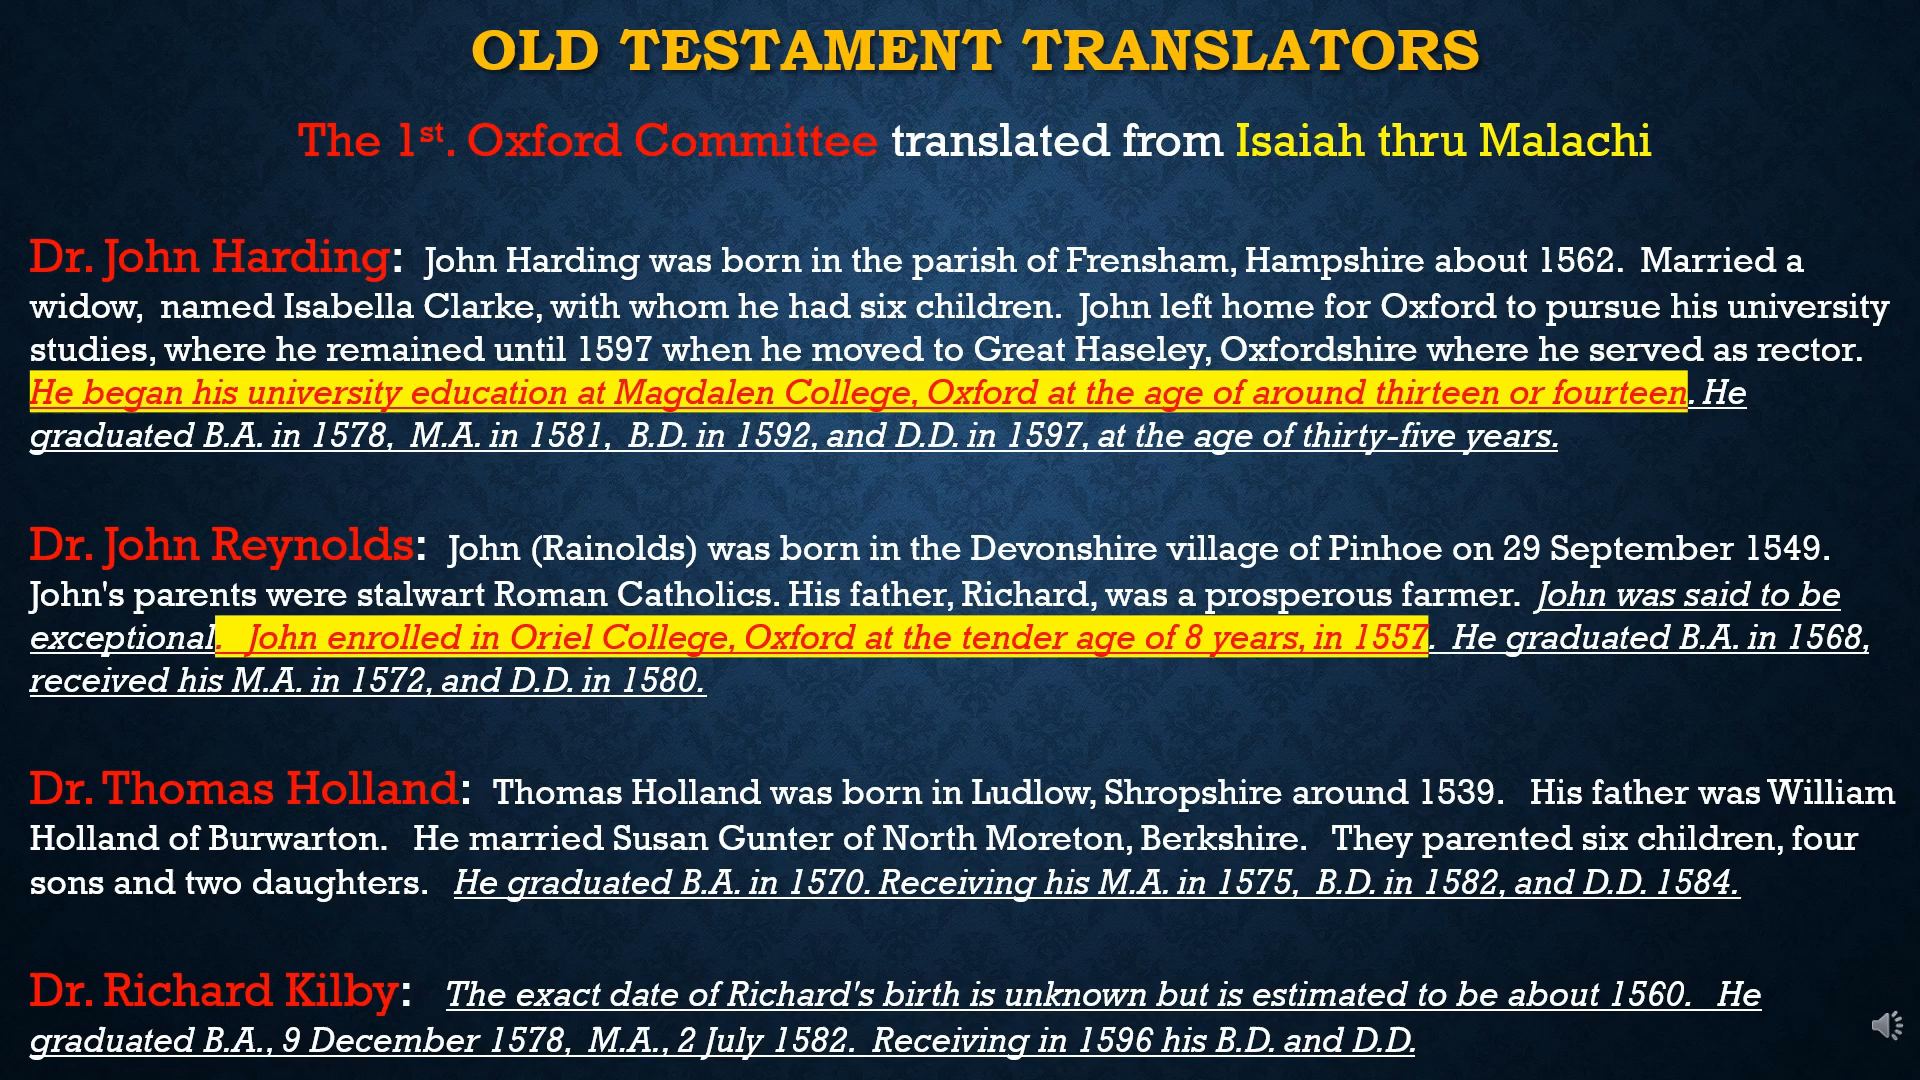 OLD TESTAMENT TRANSLATORS
The 1st. Oxford Committee translated from Isaiah thru Malachi
Dr. John Harding: John Harding was born in the parish of Frensham, Hampshire about 1562. Married a
widow, named Isabella Clarke, with whom he had six children. John left home for Oxford to pursue his university
studies, where he remained until 1597 when he moved to Great Haseley, Oxfordshire where he served as rector.
He began his university education at Magdalen College, Oxford at the age of around thirteen or fourteen. He
graduated B.A. in 1578, M.A. in 1581, B.D. in 1592, and D.D. in 1597, at the age of thirty-five years.
Dr. John Reynolds: John (Rainolds) was born in the Devonshire village of Pinhoe on 29 September 1549.
John's parents were stalwart Roman Catholics. His father, Richard, was a prosperous farmer. John was said to be
exceptional. John enrolled in Oriel College, Oxford at the tender age of 8 years, in 1557. He graduated B.A. in 1568,
received his M.A. in 1572, and D.D. in 1580.
Dr. Thomas Holland: Thomas Holland was born in Ludlow, Shropshire around 1539. His father was William
Holland of Burwarton. He married Susan Gunter of North Moreton, Berkshire. They parented six children, four
sons and two daughters. He graduated B.A. in 1570. Receiving his M.A. in 1575, B.D. in 1582, and D.D. 1584.
Dr. Richard Kilby: The exact date of Richard's birth is unknown but is estimated to be about 1560. He
graduated B.A., 9 December 1578, M.A., 2 July 1582. Receiving in 1596 his B.D. and D.D.